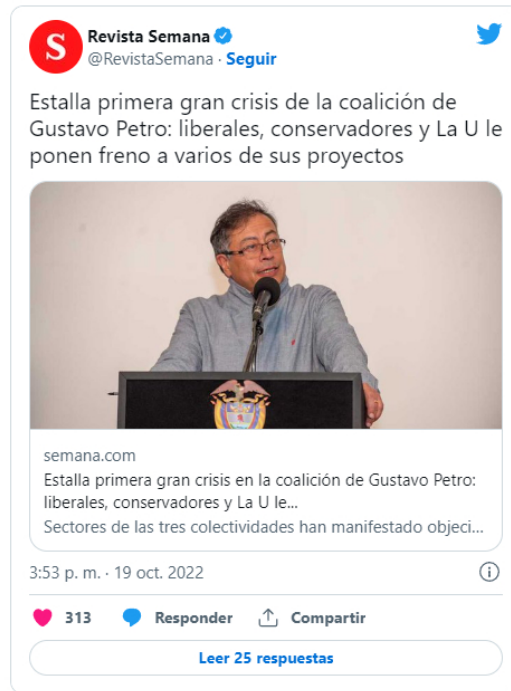 Revista Semana
@RevistaSemana · Seguir
Estalla primera gran crisis de la coalición de
Gustavo Petro: liberales, conservadores y La U le
ponen freno a varios de sus proyectos
semana.com
Estalla primera gran crisis en la coalición de Gustavo Petro:
liberales, conservadores y La U le...
Sectores de las tres colectividades han manifestado objeci...
3:53 p. m. · 19 oct. 2022
313 Responder Compartir
Leer 25 respuestas